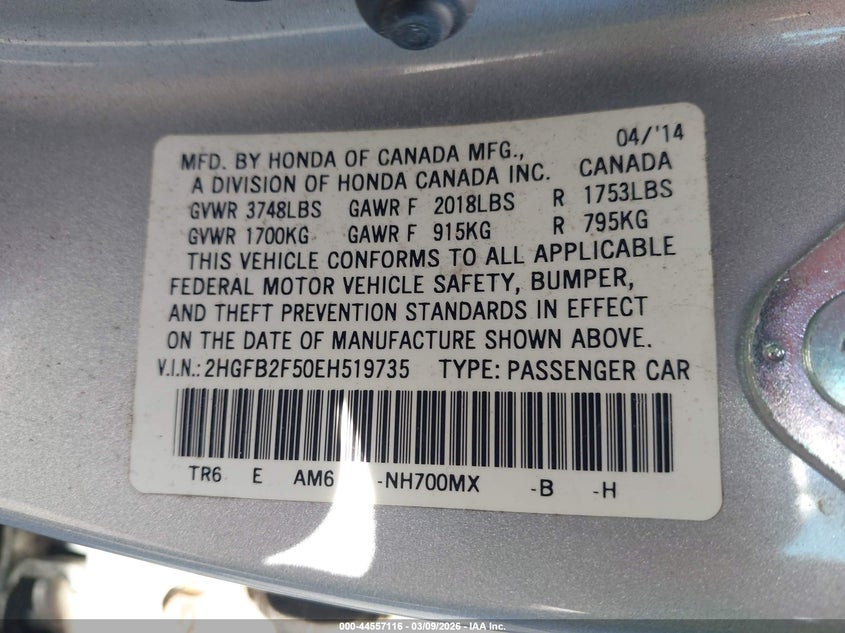 04/'14
MFD. BY HONDA OF CANADA MFG.,
A DIVISION OF HONDA CANADA INC. CANADA
GVWR 3748LBS GAWR F 2018LBS R 1753LBS
GVWR 1700KG GAWR F 915KG R 795KG
THIS VEHICLE CONFORMS TO ALL APPLICABLE
FEDERAL MOTOR VEHICLE SAFETY, BUMPER,
AND THEFT PREVENTION STANDARDS IN EFFECT
ON THE DATE OF MANUFACTURE SHOWN ABOVE.
V.I.N.: 2HGFB2F50EH519735 TYPE: PASSENGER CAR
TR6 E AM6 -NH700MX -B -H
000-44557116 - 03/09/2026 - IAA Inc.